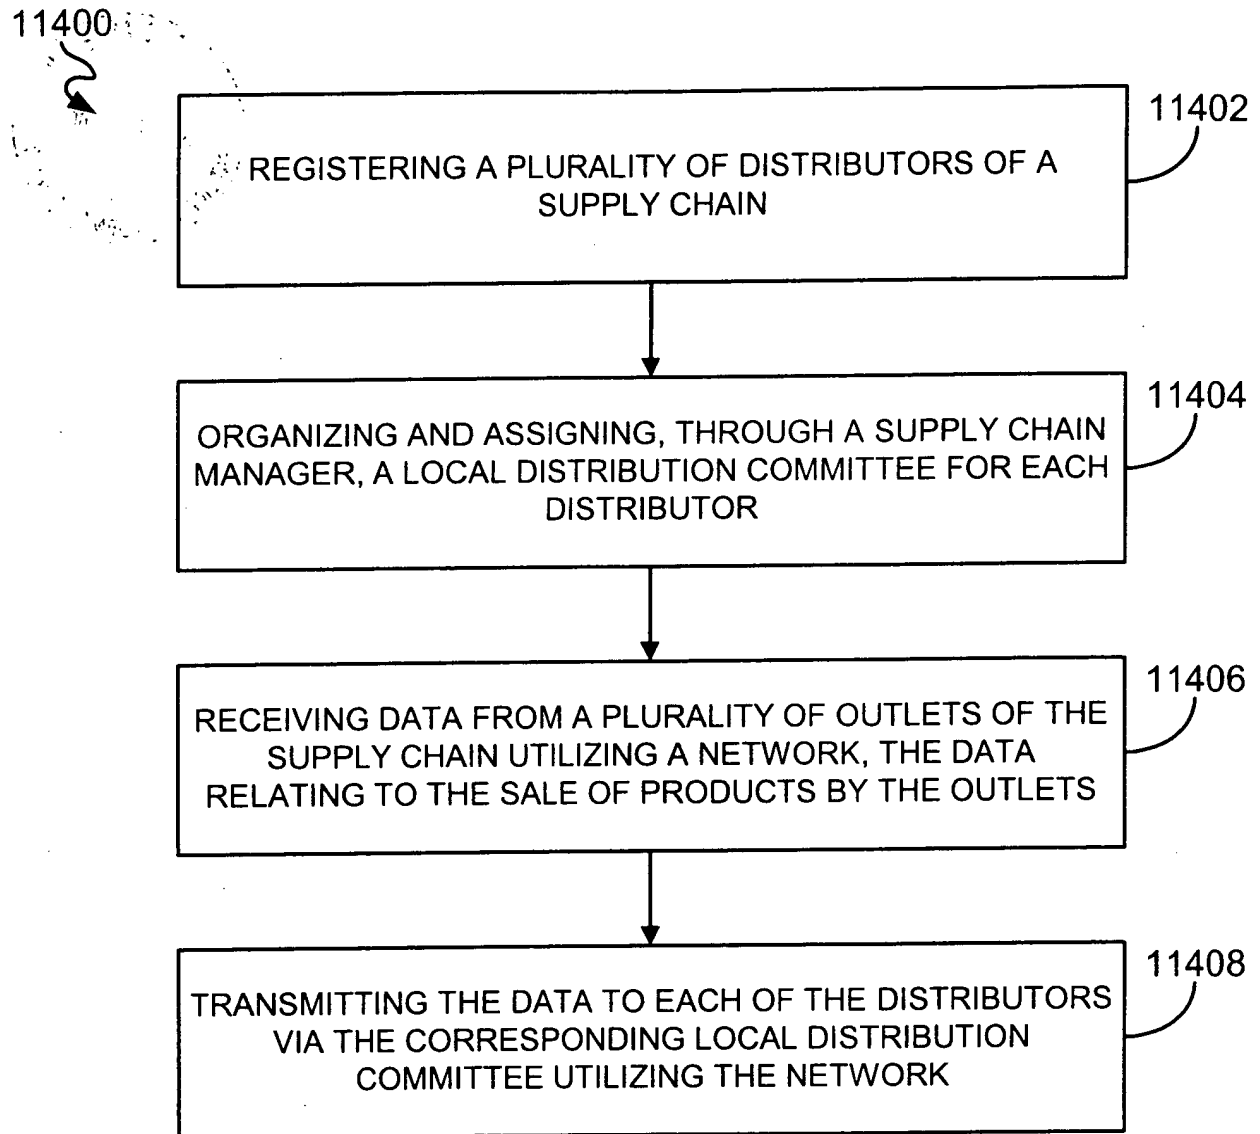 11400
11402
REGISTERING A PLURALITY OF DISTRIBUTORS OF A
SUPPLY CHAIN
11404
ORGANIZING AND ASSIGNING, THROUGH A SUPPLY CHAIN
MANAGER, A LOCAL DISTRIBUTION COMMITTEE FOR EACH
DISTRIBUTOR
11406
RECEIVING DATA FROM A PLURALITY OF OUTLETS OF THE
SUPPLY CHAIN UTILIZING A NETWORK, THE DATA
RELATING TO THE SALE OF PRODUCTS BY THE OUTLETS
11408
TRANSMITTING THE DATA TO EACH OF THE DISTRIBUTORS
VIA THE CORRESPONDING LOCAL DISTRIBUTION
COMMITTEE UTILIZING THE NETWORK